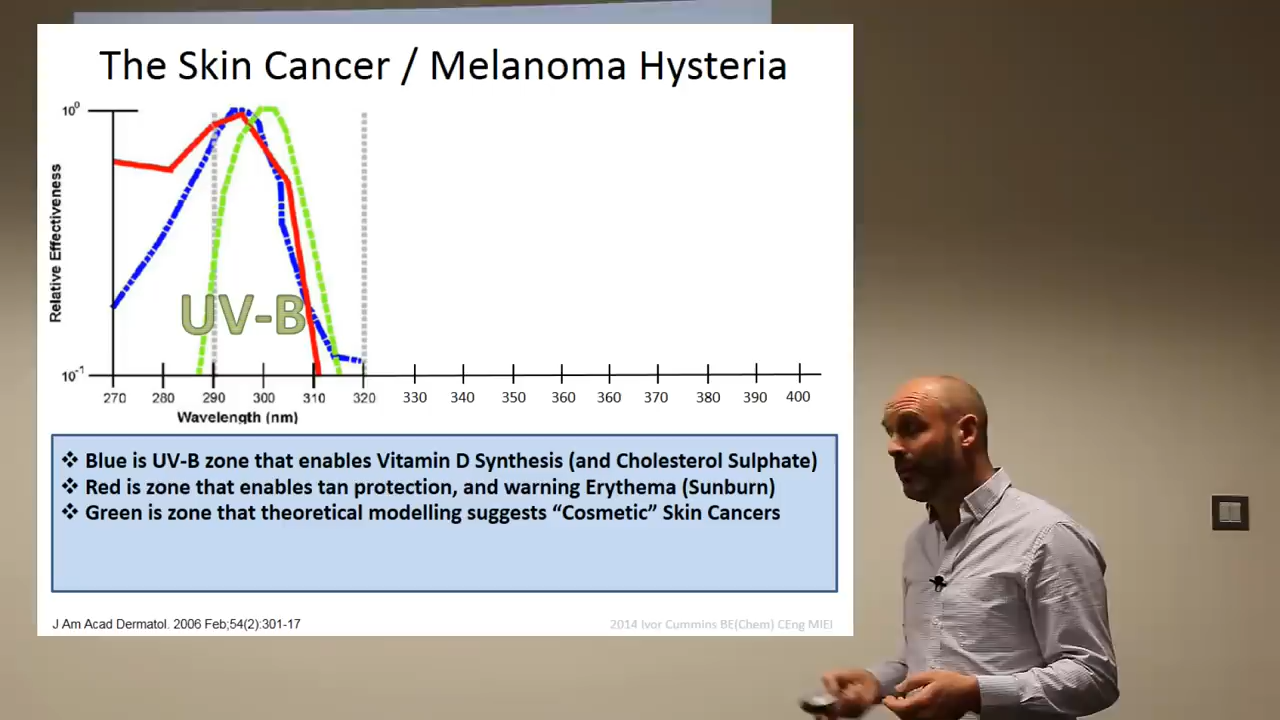 The Skin Cancer / Melanoma Hysteria
10⁰
Relative Effectiveness
UV-B
10⁻¹
270 280 290 300 310 320 330 340 350 360 360 370 380 390 400
Wavelength (nm)
❖ Blue is UV-B zone that enables Vitamin D Synthesis (and Cholesterol Sulphate)
❖ Red is zone that enables tan protection, and warning Erythema (Sunburn)
❖ Green is zone that theoretical modelling suggests “Cosmetic” Skin Cancers
J Am Acad Dermatol. 2006 Feb;54(2):301-17
2014 Ivor Cummins BE(Chem) CEng MIEI